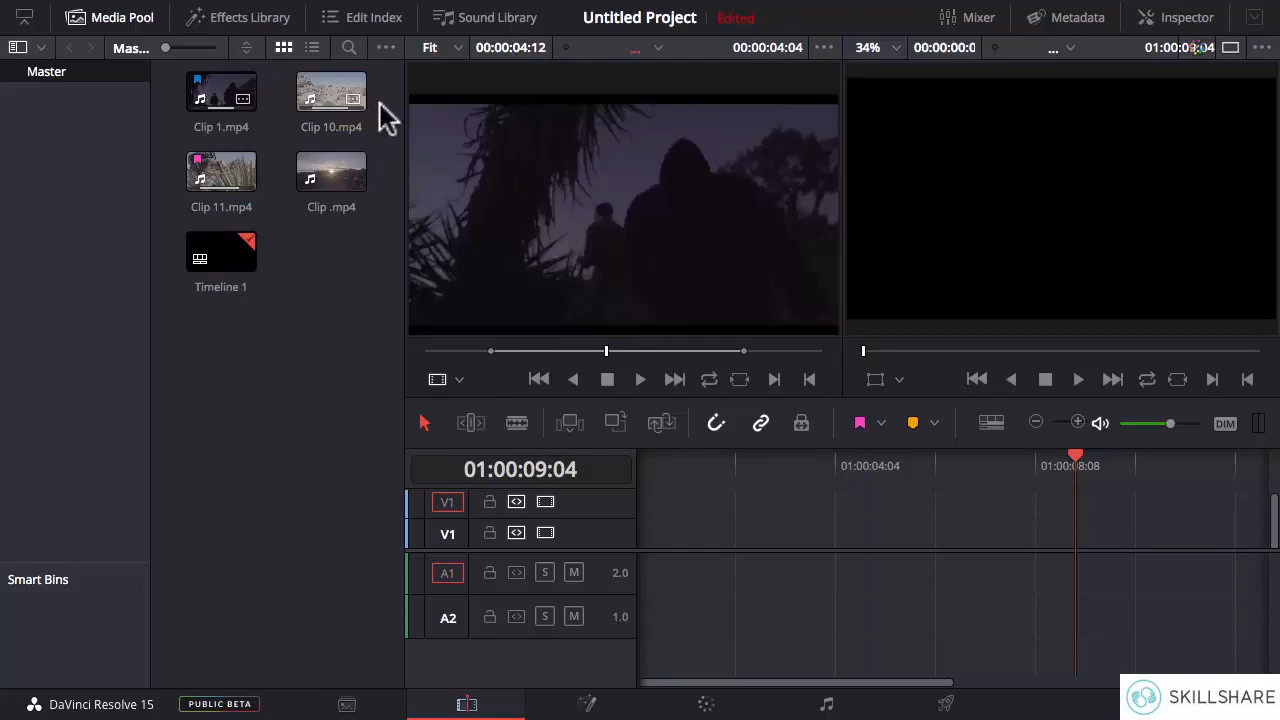 Media Pool
Effects Library
Edit Index
Sound Library
Untitled Project
Edited
Mixer
Metadata
Inspector
Mas...
Fit
00:00:04:12
...
00:00:04:04
34%
00:00:00:0
...
01:00:09:04
Master
Clip 1.mp4
Clip 10.mp4
Clip 11.mp4
Clip .mp4
Timeline 1
DIM
01:00:09:04
01:00:04:04
01:00:08:08
V1
V1
A1
S
M
2.0
A2
S
M
1.0
Smart Bins
DaVinci Resolve 15
PUBLIC BETA
SKILLSHARE